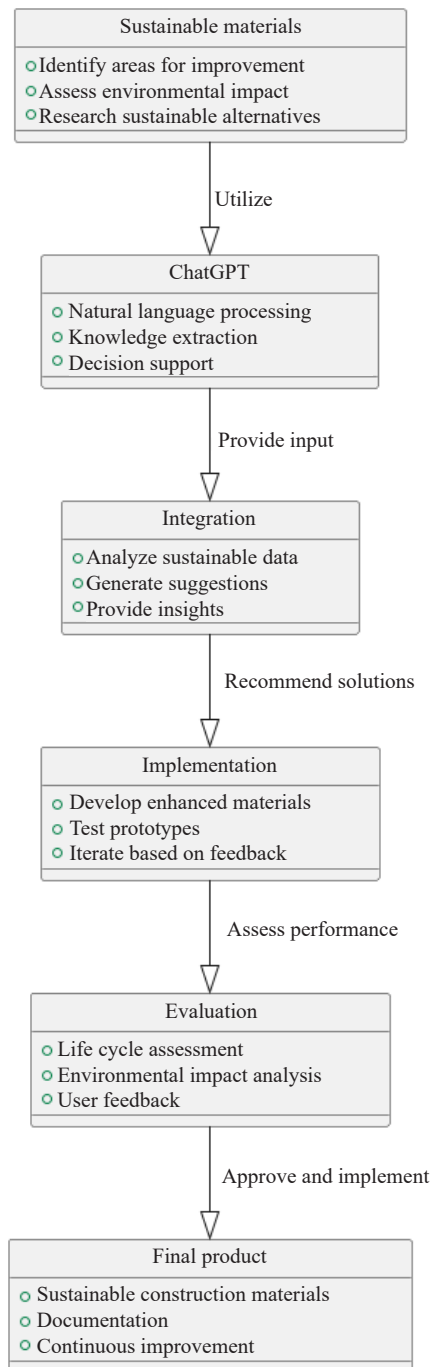 Sustainable materials
Identify areas for improvement
Assess environmental impact
Research sustainable alternatives
Utilize
ChatGPT
Natural language processing
Knowledge extraction
Decision support
Provide input
Integration
Analyze sustainable data
Generate suggestions
Provide insights
Recommend solutions
Implementation
Develop enhanced materials
Test prototypes
Iterate based on feedback
Assess performance
Evaluation
Life cycle assessment
Environmental impact analysis
User feedback
Approve and implement
Final product
Sustainable construction materials
Documentation
Continuous improvement